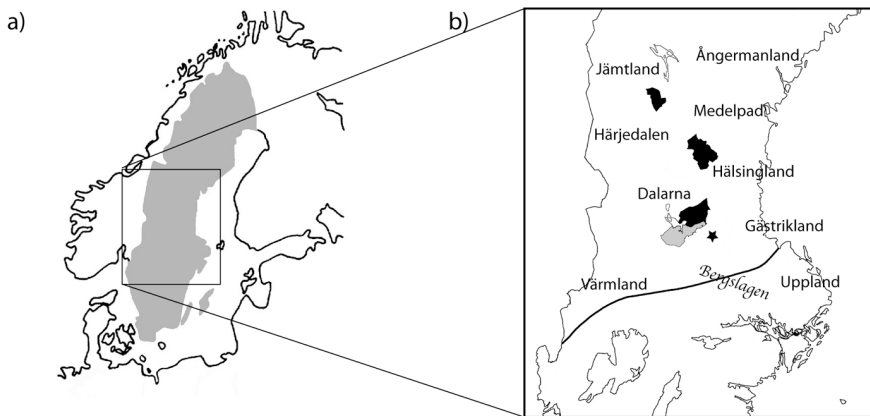 a)
b)
Ångermanland
Jämtland
Medelpad
Härjedalen
Hälsingland
Dalarna
Gästrikland
Värmland
Bergslagen
Uppland